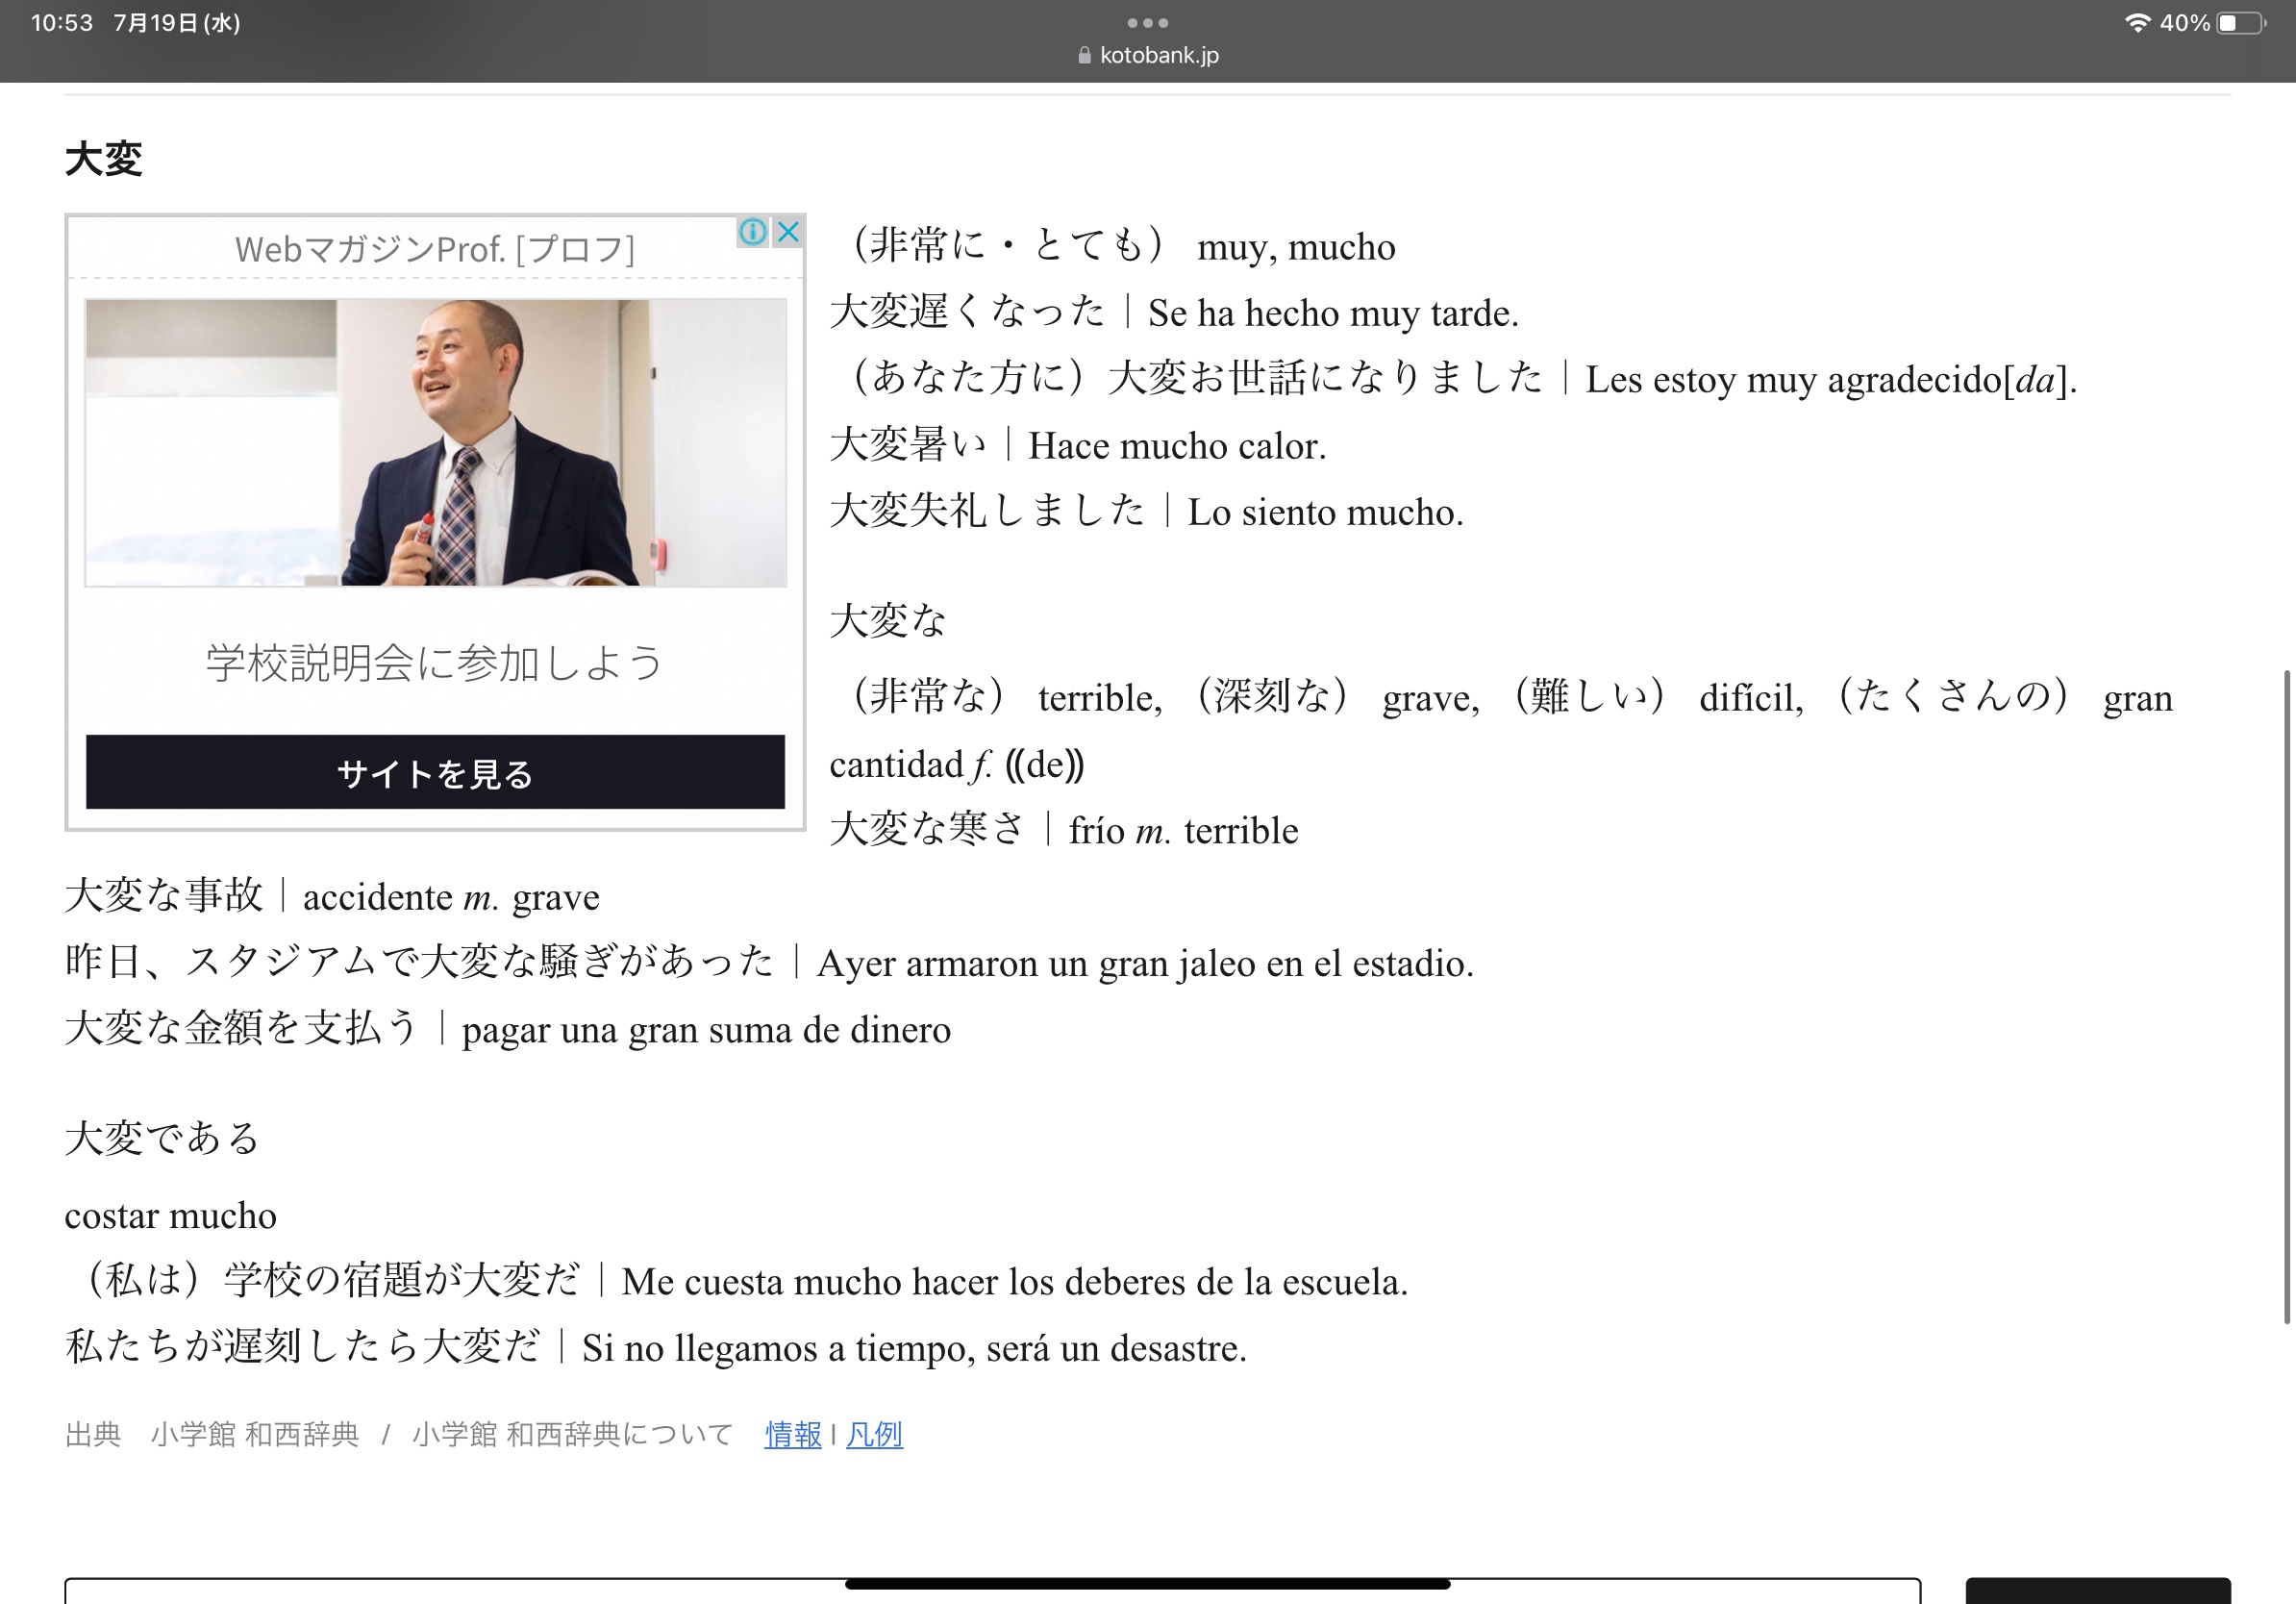 10:53 7月19日(水)
40%
kotobank.jp
大変
WebマガジンProf. [プロフ]
学校説明会に参加しよう
サイトを見る
（非常に・とても） muy, mucho
大変遅くなった｜Se ha hecho muy tarde.
（あなた方に）大変お世話になりました｜Les estoy muy agradecido[da].
大変暑い｜Hace mucho calor.
大変失礼しました｜Lo siento mucho.
大変な
（非常な） terrible, （深刻な） grave, （難しい） difícil, （たくさんの） gran
cantidad f. ((de))
大変な寒さ｜frío m. terrible
大変な事故｜accidente m. grave
昨日、スタジアムで大変な騒ぎがあった｜Ayer armaron un gran jaleo en el estadio.
大変な金額を支払う｜pagar una gran suma de dinero
大変である
costar mucho
（私は）学校の宿題が大変だ｜Me cuesta mucho hacer los deberes de la escuela.
私たちが遅刻したら大変だ｜Si no llegamos a tiempo, será un desastre.
出典 小学館 和西辞典 / 小学館 和西辞典について 情報 | 凡例